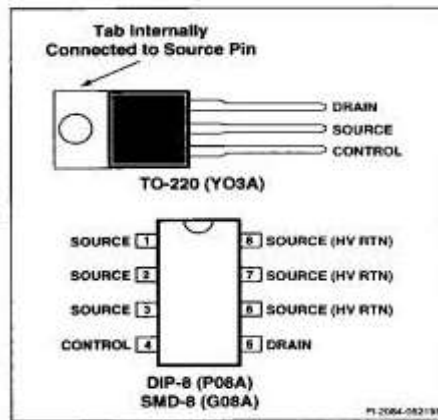 Tab Internally
Connected to Source Pin
DRAIN
SOURCE
CONTROL
TO-220 (YO3A)
SOURCE 1 8 SOURCE (HV RTN)
SOURCE 2 7 SOURCE (HV RTN)
SOURCE 3 6 SOURCE (HV RTN)
CONTROL 4 5 DRAIN
DIP-8 (P08A)
SMD-8 (G08A)